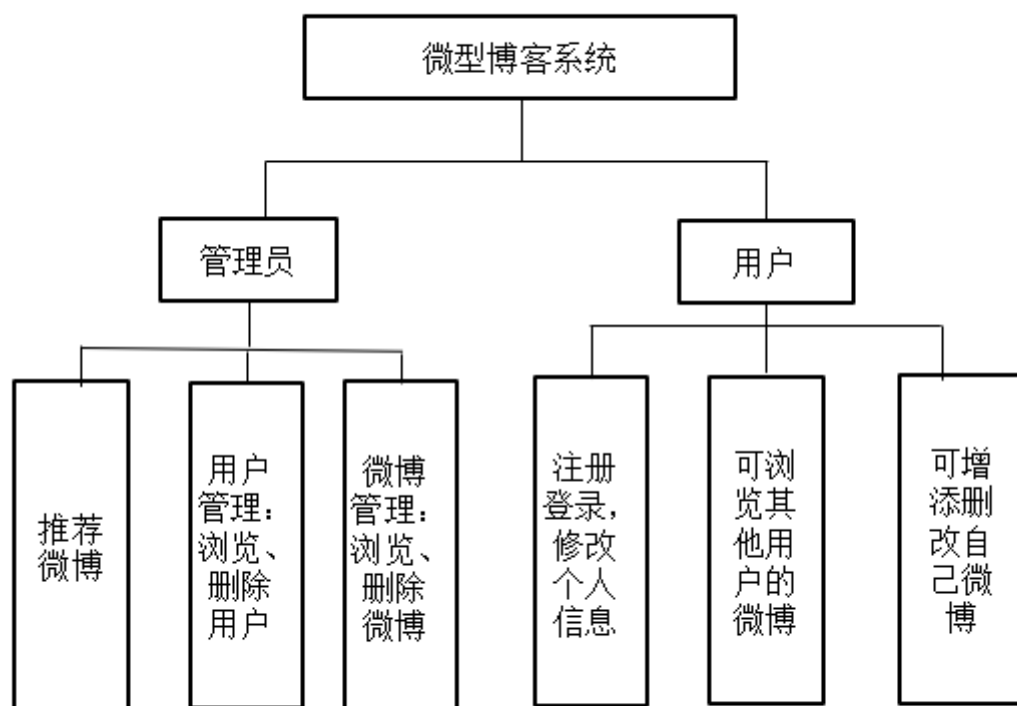 微型博客系统
管理员
用户
推荐
微博
用户
管理：
浏览、
删除
用户
微博
管理：
浏览、
删除
微博
注册
登录，
修改
个人
信息
可浏
览其
他用
户的
微博
可增
添删
改自
己微
博